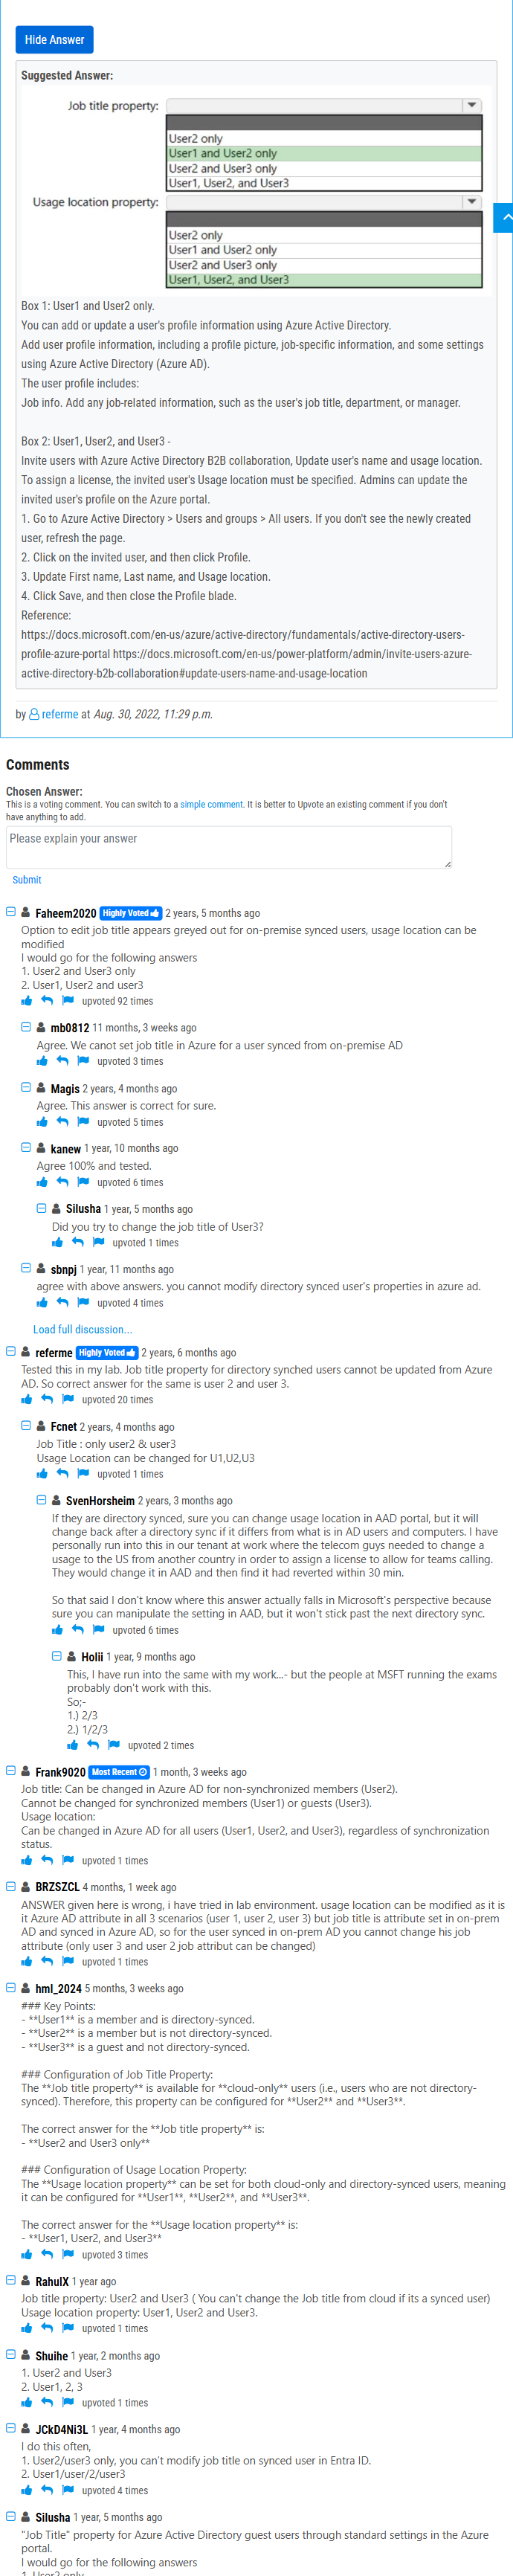 Hide Answer
Suggested Answer:
Job title property:
User2 only
User1 and User2 only
User2 and User3 only
User1, User2, and User3
Usage location property:
User2 only
User1 and User2 only
User2 and User3 only
User1, User2, and User3
Box 1: User1 and User2 only.
You can add or update a user's profile information using Azure Active Directory.
Add user profile information, including a profile picture, job-specific information, and some settings
using Azure Active Directory (Azure AD).
The user profile includes:
Job info. Add any job-related information, such as the user's job title, department, or manager.
Box 2: User1, User2, and User3 -
Invite users with Azure Active Directory B2B collaboration, Update user's name and usage location.
To assign a license, the invited user's Usage location must be specified. Admins can update the
invited user's profile on the Azure portal.
1. Go to Azure Active Directory > Users and groups > All users. If you don't see the newly created
user, refresh the page.
2. Click on the invited user, and then click Profile.
3. Update First name, Last name, and Usage location.
4. Click Save, and then close the Profile blade.
Reference:
https://docs.microsoft.com/en-us/azure/active-directory/fundamentals/active-directory-users-
profile-azure-portal https://docs.microsoft.com/en-us/power-platform/admin/invite-users-azure-
active-directory-b2b-collaboration#update-users-name-and-usage-location
by referme at Aug. 30, 2022, 11:29 p.m.
Comments
Chosen Answer:
This is a voting comment. You can switch to a simple comment. It is better to Upvote an existing comment if you don't
have anything to add.
Please explain your answer
Submit
Faheem2020 Highly Voted 2 years, 5 months ago
Option to edit job title appears greyed out for on-premise synced users, usage location can be
modified
I would go for the following answers
1. User2 and User3 only
2. User1, User2 and user3
upvoted 92 times
mb0812 11 months, 3 weeks ago
Agree. We canot set job title in Azure for a user synced from on-premise AD
upvoted 3 times
Magis 2 years, 4 months ago
Agree. This answer is correct for sure.
upvoted 5 times
kanew 1 year, 10 months ago
Agree 100% and tested.
upvoted 6 times
Silusha 1 year, 5 months ago
Did you try to change the job title of User3?
upvoted 1 times
sbnpj 1 year, 11 months ago
agree with above answers. you cannot modify directory synced user's properties in azure ad.
upvoted 4 times
Load full discussion...
referme Highly Voted 2 years, 6 months ago
Tested this in my lab. Job title property for directory synched users cannot be updated from Azure
AD. So correct answer for the same is user 2 and user 3.
upvoted 20 times
Fcnet 2 years, 4 months ago
Job Title : only user2 & user3
Usage Location can be changed for U1,U2,U3
upvoted 1 times
SvenHorsheim 2 years, 3 months ago
If they are directory synced, sure you can change usage location in AAD portal, but it will
change back after a directory sync if it differs from what is in AD users and computers. I have
personally run into this in our tenant at work where the telecom guys needed to change a
usage to the US from another country in order to assign a license to allow for teams calling.
They would change it in AAD and then find it had reverted within 30 min.
So that said I don't know where this answer actually falls in Microsoft's perspective because
sure you can manipulate the setting in AAD, but it won't stick past the next directory sync.
upvoted 6 times
Holii 1 year, 9 months ago
This, I have run into the same with my work...- but the people at MSFT running the exams
probably don't work with this.
So;-
1.) 2/3
2.) 1/2/3
upvoted 2 times
Frank9020 Most Recent 1 month, 3 weeks ago
Job title: Can be changed in Azure AD for non-synchronized members (User2).
Cannot be changed for synchronized members (User1) or guests (User3).
Usage location:
Can be changed in Azure AD for all users (User1, User2, and User3), regardless of synchronization
status.
upvoted 1 times
BRZSZCL 4 months, 1 week ago
ANSWER given here is wrong, i have tried in lab environment. usage location can be modified as it is
it Azure AD attribute in all 3 scenarios (user 1, user 2, user 3) but job title is attribute set in on-prem
AD and synced in Azure AD, so for the user synced in on-prem AD you cannot change his job
attribute (only user 3 and user 2 job attribut can be changed)
upvoted 1 times
hml_2024 5 months, 3 weeks ago
### Key Points:
- **User1** is a member and is directory-synced.
- **User2** is a member but is not directory-synced.
- **User3** is a guest and not directory-synced.
### Configuration of Job Title Property:
The **Job title property** is available for **cloud-only** users (i.e., users who are not directory-
synced). Therefore, this property can be configured for **User2** and **User3**.
The correct answer for the **Job title property** is:
- **User2 and User3 only**
### Configuration of Usage Location Property:
The **Usage location property** can be set for both cloud-only and directory-synced users, meaning
it can be configured for **User1**, **User2**, and **User3**.
The correct answer for the **Usage location property** is:
- **User1, User2, and User3**
upvoted 3 times
RahulX 1 year ago
Job title property: User2 and User3 ( You can't change the Job title from cloud if its a synced user)
Usage location property: User1, User2 and User3.
upvoted 1 times
Shuihe 1 year, 2 months ago
1. User2 and User3
2. User1, 2, 3
upvoted 1 times
JCkD4Ni3L 1 year, 4 months ago
I do this often,
1. User2/user3 only, you can't modify job title on synced user in Entra ID.
2. User1/user/2/user3
upvoted 4 times
Silusha 1 year, 5 months ago
"Job Title" property for Azure Active Directory guest users through standard settings in the Azure
portal.
I would go for the following answers
1. User2 only